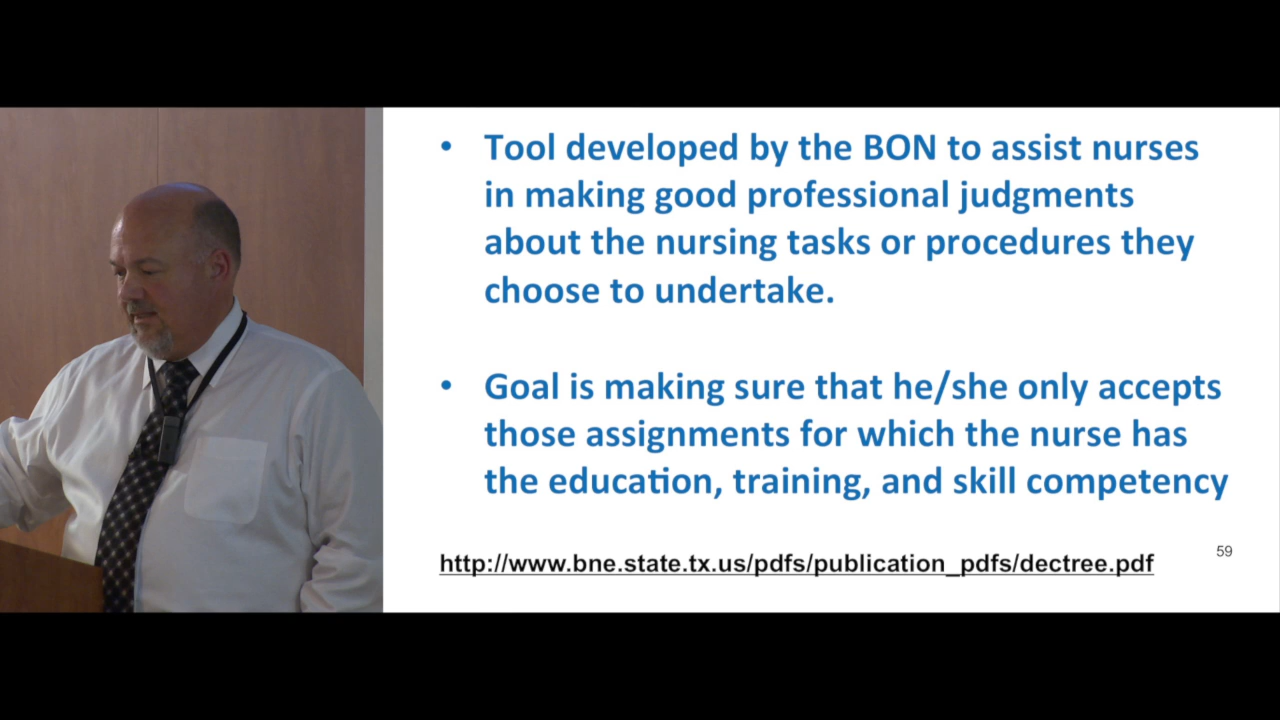 • Tool developed by the BON to assist nurses
in making good professional judgments
about the nursing tasks or procedures they
choose to undertake.
• Goal is making sure that he/she only accepts
those assignments for which the nurse has
the education, training, and skill competency
59
http://www.bne.state.tx.us/pdfs/publication_pdfs/dectree.pdf